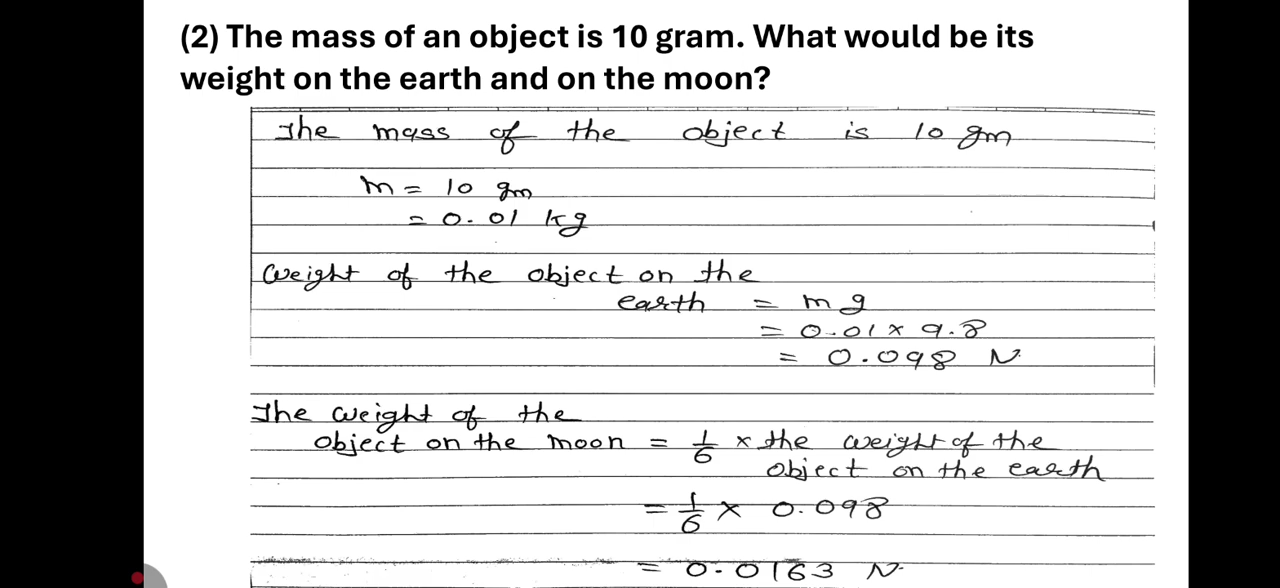 (2) The mass of an object is 10 gram. What would be its
weight on the earth and on the moon?
The mass of the object is 10 gm
m = 10 gm
= 0.01 kg
Weight of the object on the
earth = mg
= 0.01 × 9.8
= 0.098 N
The weight of the
object on the moon = 1/6 × the weight of the
object on the earth
= 1/6 × 0.098
= 0.0163 N